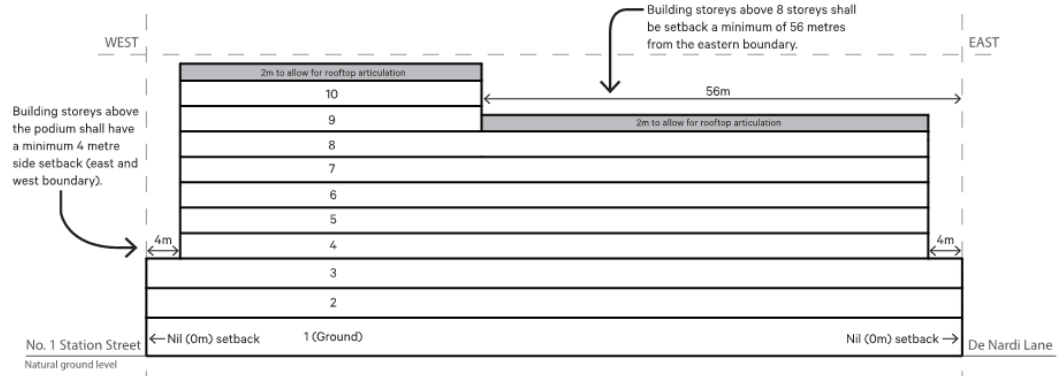 Building storeys above 8 storeys shall
be setback a minimum of 56 metres
from the eastern boundary.
WEST
EAST
2m to allow for rooftop articulation
10
56m
Building storeys above
the podium shall have
a minimum 4 metre
side setback (east and
west boundary).
9
2m to allow for rooftop articulation
8
7
6
5
4m
4
4m
3
2
No. 1 Station Street
Nil (0m) setback
1 (Ground)
Nil (0m) setback
De Nardi Lane
Natural ground level